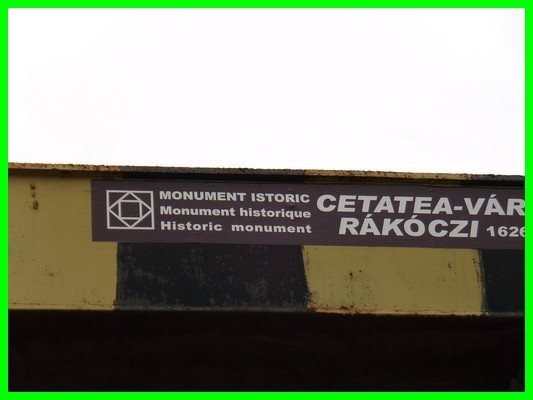 MONUMENT ISTORIC
Monument historique
Historic monument
CETATEA-VÁR
RÁKÓCZI 1626